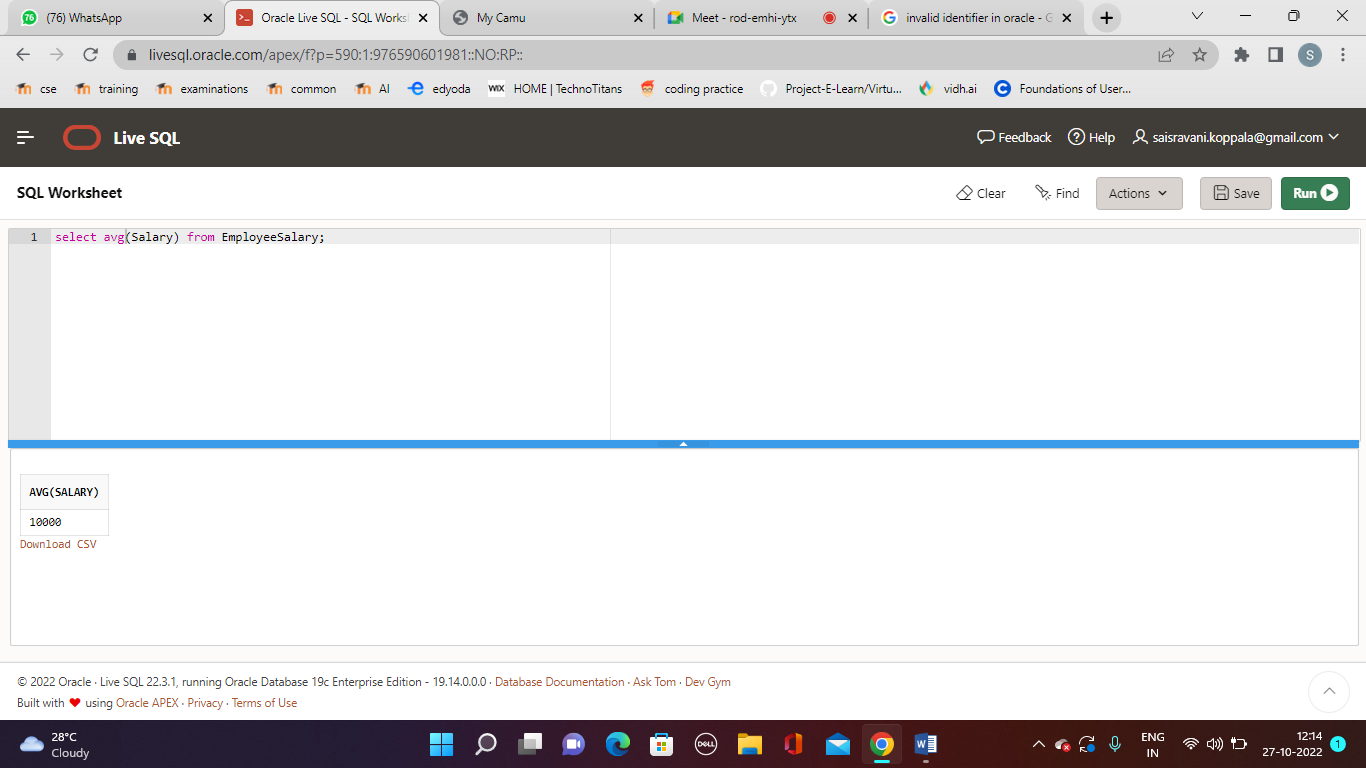 76 (76) WhatsApp
Oracle Live SQL - SQL Works
My Camu
Meet - rod-emhi-ytx
invalid identifier in oracle - G
livesql.oracle.com/apex/f?p=590:1:976590601981::NO:RP::
S
cse training examinations common AI edyoda WIX HOME | TechnoTitans coding practice Project-E-Learn/Virtu... vidh.ai Foundations of User...
Live SQL
Feedback Help saisravani.koppala@gmail.com
SQL Worksheet
Clear Find Actions Save Run
1 select avg(Salary) from EmployeeSalary;
AVG(SALARY)
10000
Download CSV
© 2022 Oracle · Live SQL 22.3.1, running Oracle Database 19c Enterprise Edition - 19.14.0.0.0 · Database Documentation · Ask Tom · Dev Gym
Built with ❤ using Oracle APEX · Privacy · Terms of Use
28°C
Cloudy
DELL
ENG
IN
12:14
27-10-2022
1